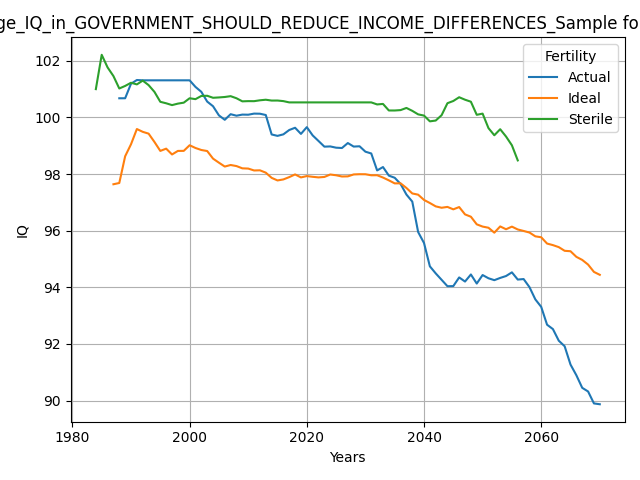 ge_IQ_in_GOVERNMENT_SHOULD_REDUCE_INCOME_DIFFERENCES_Sample fo
102
100
98
96
94
92
90
IQ
1980
2000
2020
2040
2060
Years
Fertility
Actual
Ideal
Sterile